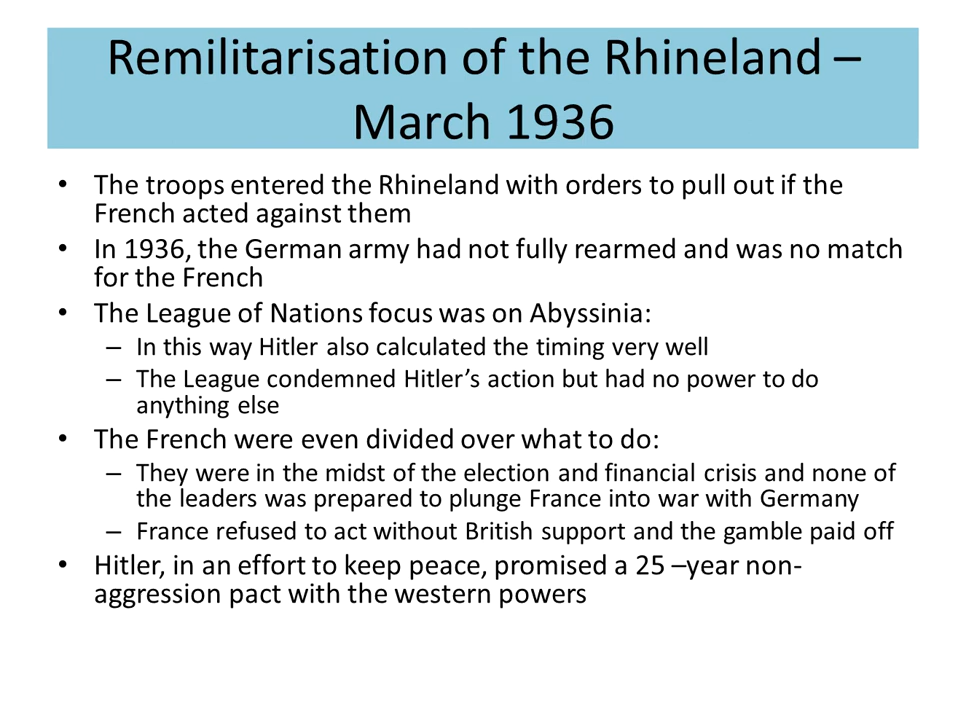 Remilitarisation of the Rhineland –
March 1936
• The troops entered the Rhineland with orders to pull out if the
French acted against them
• In 1936, the German army had not fully rearmed and was no match
for the French
• The League of Nations focus was on Abyssinia:
– In this way Hitler also calculated the timing very well
– The League condemned Hitler’s action but had no power to do
anything else
• The French were even divided over what to do:
– They were in the midst of the election and financial crisis and none of
the leaders was prepared to plunge France into war with Germany
– France refused to act without British support and the gamble paid off
• Hitler, in an effort to keep peace, promised a 25 –year non-
aggression pact with the western powers